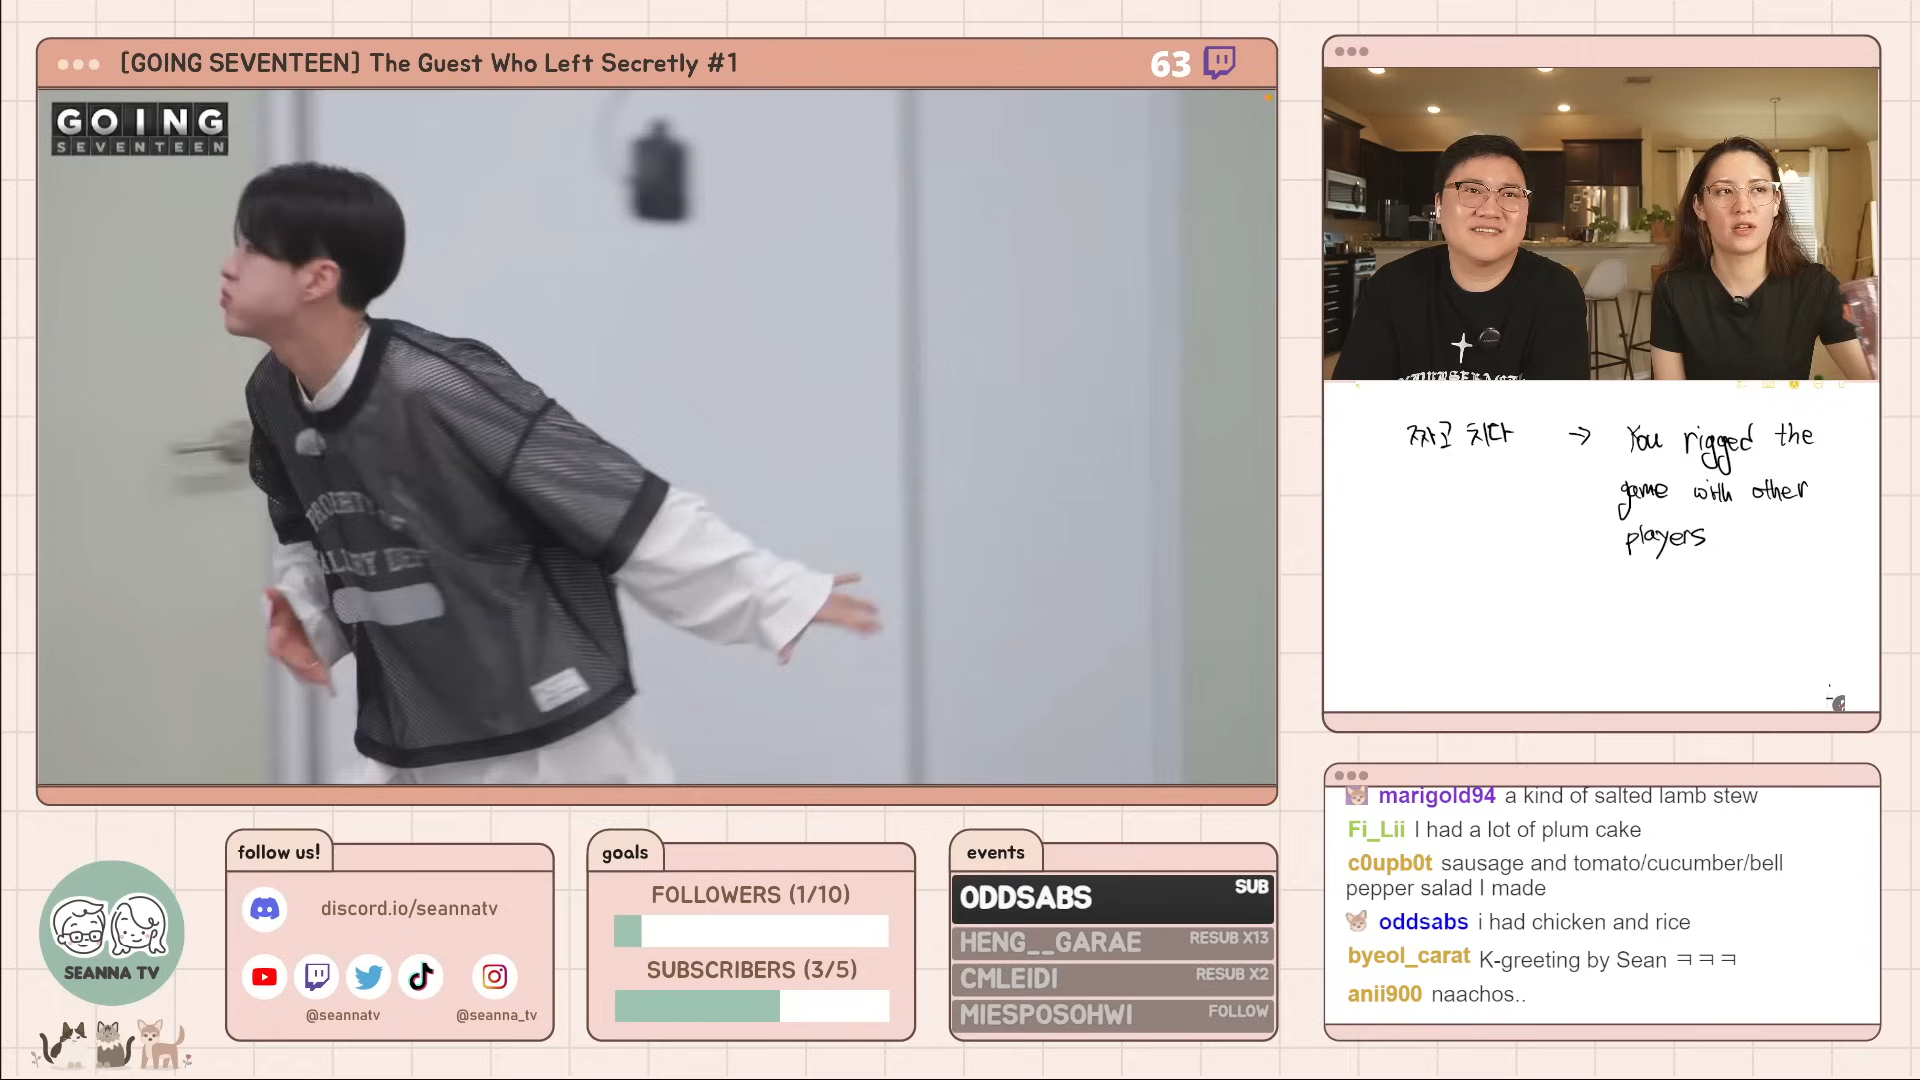 [GOING SEVENTEEN] The Guest Who Left Secretly #1
63
GOING
SEVENTEEN
짜고 치다 → You rigged the
game with other
players
marigold94 a kind of salted lamb stew
Fi_Lii I had a lot of plum cake
c0upb0t sausage and tomato/cucumber/bell
pepper salad I made
oddsabs i had chicken and rice
byeol_carat K-greeting by Sean ㅋㅋㅋ
anii900 naachos..
SEANNA TV
follow us!
discord.io/seannatv
@seannatv
@seanna_tv
goals
FOLLOWERS (1/10)
SUBSCRIBERS (3/5)
events
ODDSABS SUB
HENG__GARAE RESUB X13
CMLEIDI RESUB X2
MIESPOSOHWI FOLLOW